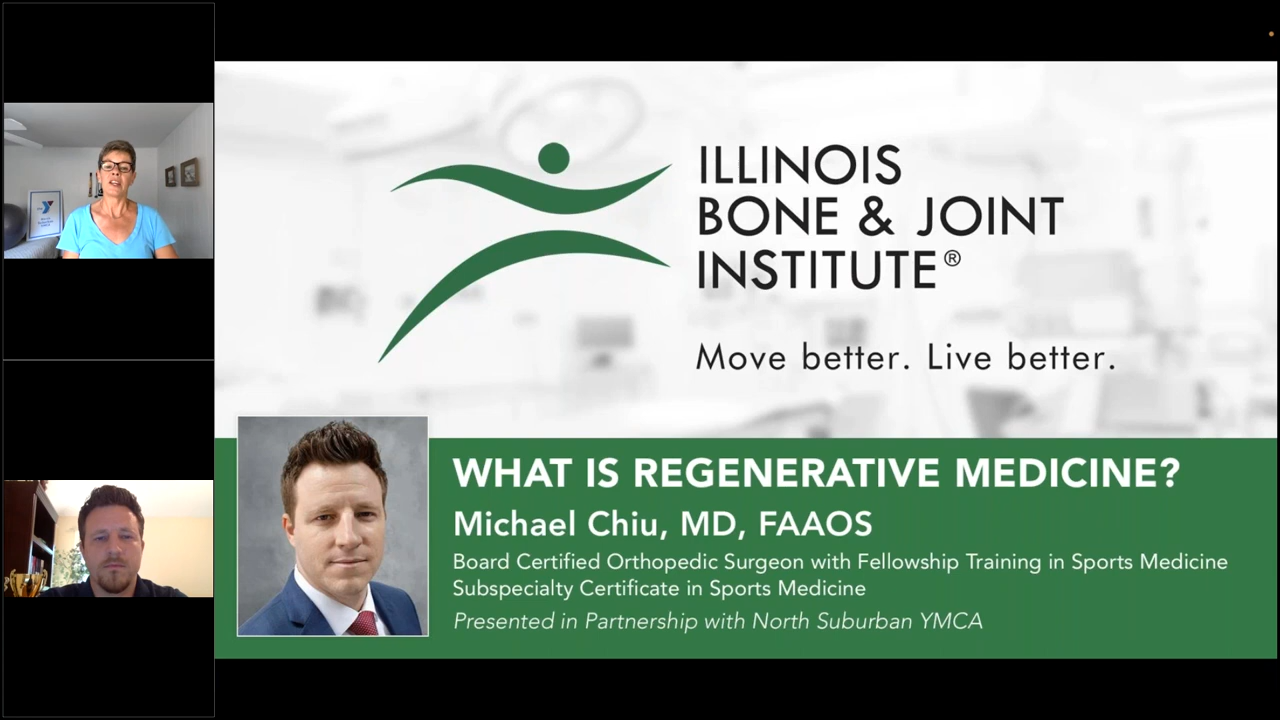 ILLINOIS
BONE & JOINT
INSTITUTE®
Move better. Live better.
WHAT IS REGENERATIVE MEDICINE?
Michael Chiu, MD, FAAOS
Board Certified Orthopedic Surgeon with Fellowship Training in Sports Medicine
Subspecialty Certificate in Sports Medicine
Presented in Partnership with North Suburban YMCA